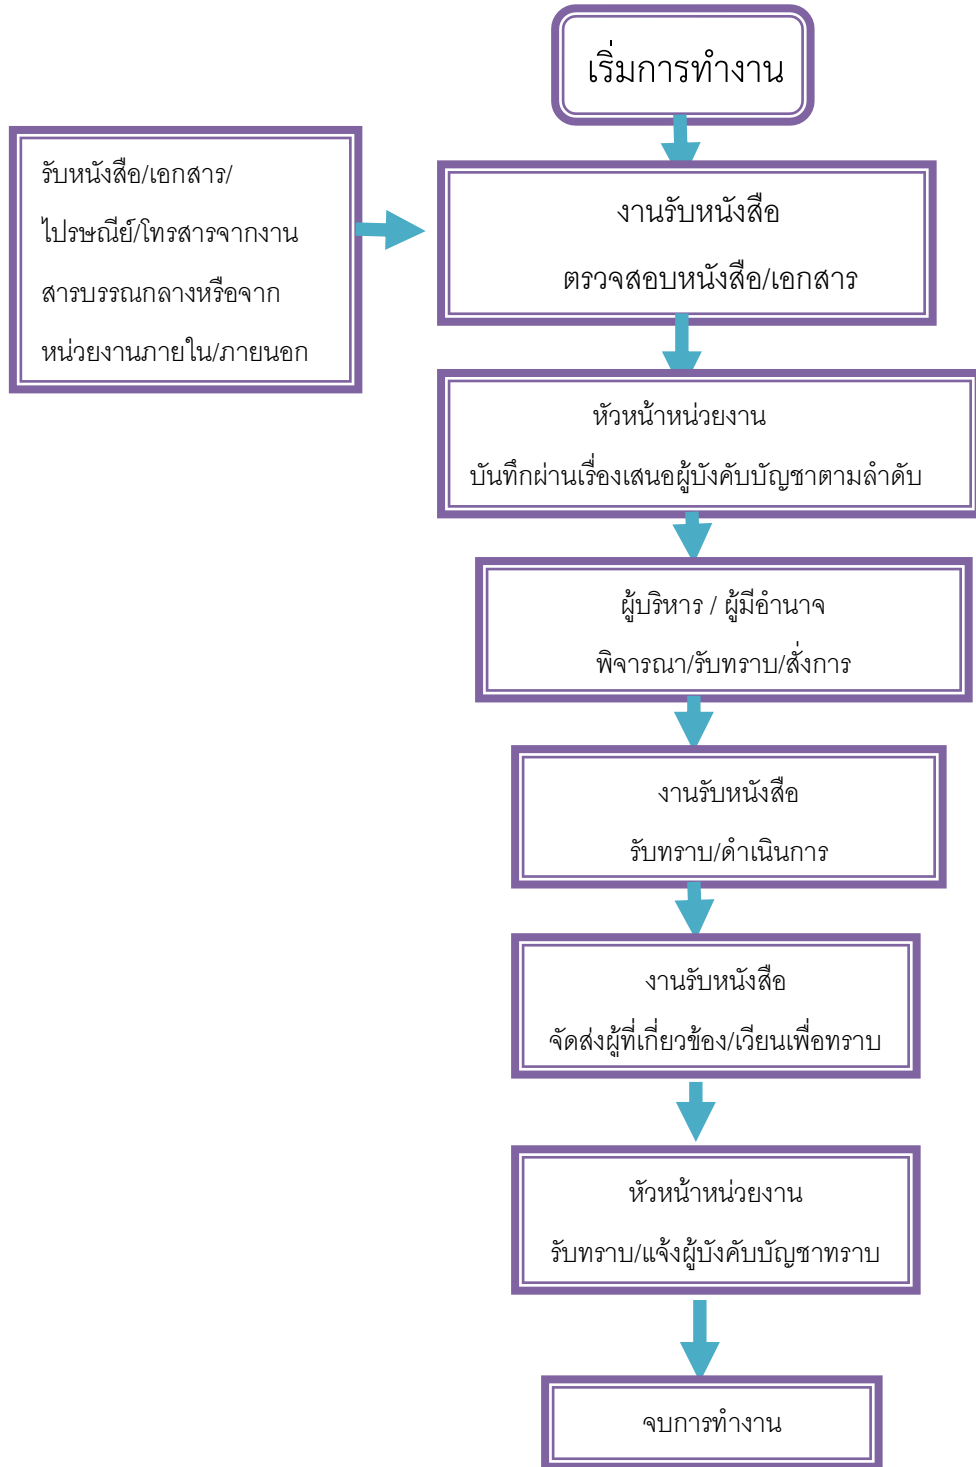 เริ่มการทำงาน
รับหนังสือ/เอกสาร/
ไปรษณีย์/โทรสารจากงาน
สารบรรณกลางหรือจาก
หน่วยงานภายใน/ภายนอก
งานรับหนังสือ
ตรวจสอบหนังสือ/เอกสาร
หัวหน้าหน่วยงาน
บันทึกผ่านเรื่องเสนอผู้บังคับบัญชาตามลำดับ
ผู้บริหาร / ผู้มีอำนาจ
พิจารณา/รับทราบ/สั่งการ
งานรับหนังสือ
รับทราบ/ดำเนินการ
งานรับหนังสือ
จัดส่งผู้ที่เกี่ยวข้อง/เวียนเพื่อทราบ
หัวหน้าหน่วยงาน
รับทราบ/แจ้งผู้บังคับบัญชาทราบ
จบการทำงาน